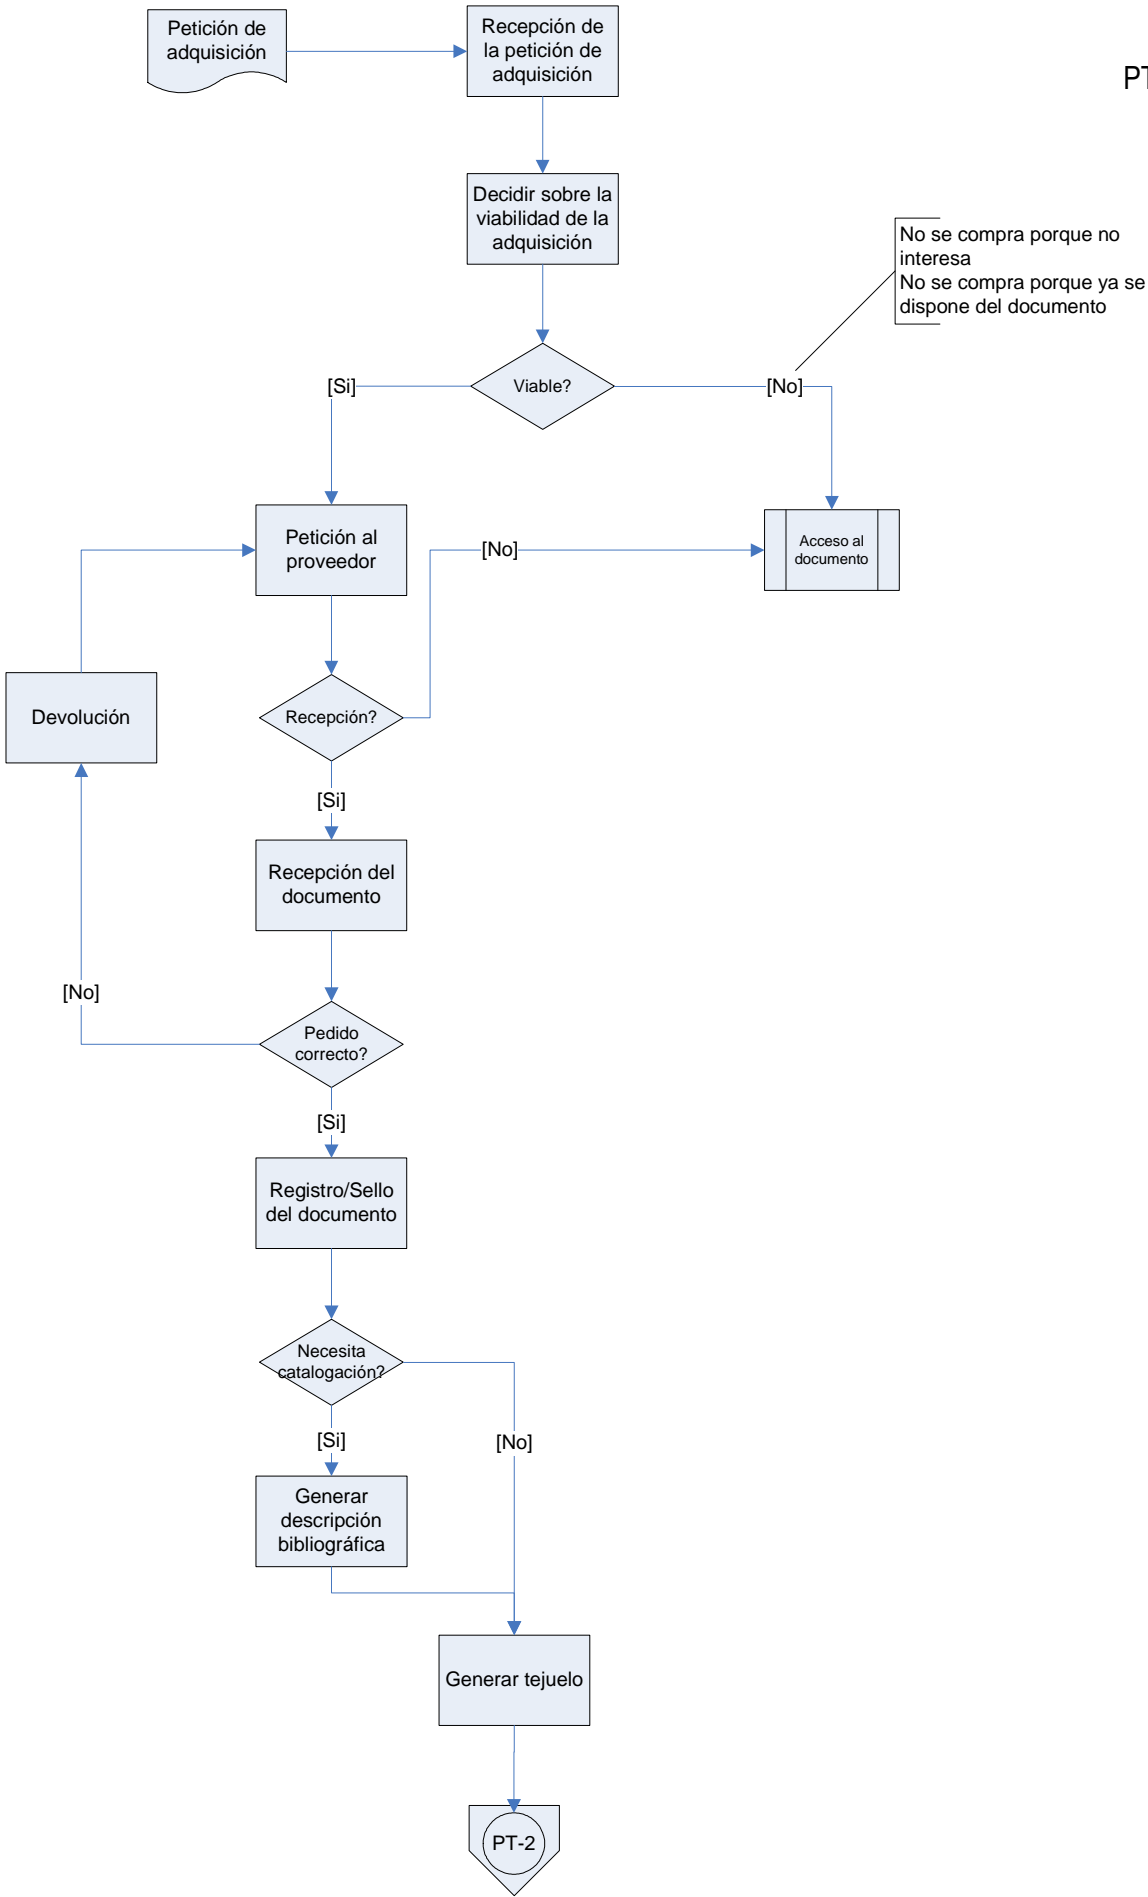 Petición de
adquisición
Recepción de
la petición de
adquisición
PT
Decidir sobre la
viabilidad de la
adquisición
No se compra porque no
interesa
No se compra porque ya se
dispone del documento
[Si]
Viable?
[No]
Petición al
proveedor
[No]
Acceso al
documento
Devolución
Recepción?
[Si]
Recepción del
documento
[No]
Pedido
correcto?
[Si]
Registro/Sello
del documento
Necesita
catalogación?
[Si]
[No]
Generar
descripción
bibliográfica
Generar tejuelo
PT-2